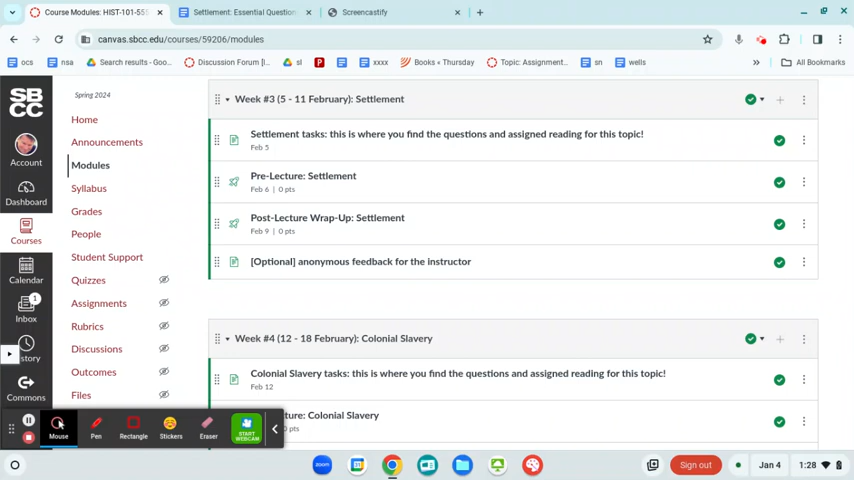 Course Modules: HIST-101-555
Settlement: Essential Question
Screencastify
canvas.sbcc.edu/courses/59206/modules
ocs
nsa
Search results - Goo...
Discussion Forum [i...
sl
xxxx
Books « Thursday
Topic: Assignment...
sn
wells
All Bookmarks
SB
CC
Account
Dashboard
Courses
Calendar
1
Inbox
story
Commons
Spring 2024
Home
Announcements
Modules
Syllabus
Grades
People
Student Support
Quizzes
Assignments
Rubrics
Discussions
Outcomes
Files
Week #3 (5 - 11 February): Settlement
Settlement tasks: this is where you find the questions and assigned reading for this topic!
Feb 5
Pre-Lecture: Settlement
Feb 6 | 0 pts
Post-Lecture Wrap-Up: Settlement
Feb 9 | 0 pts
[Optional] anonymous feedback for the instructor
Week #4 (12 - 18 February): Colonial Slavery
Colonial Slavery tasks: this is where you find the questions and assigned reading for this topic!
Feb 12
ture: Colonial Slavery
0 pts
Mouse
Pen
Rectangle
Stickers
Eraser
START
WEBCAM
zoom
31
Sign out
Jan 4
1:28